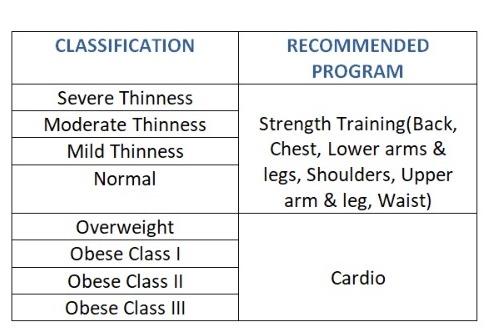 CLASSIFICATION
RECOMMENDED
PROGRAM
Severe Thinness
Moderate Thinness
Mild Thinness
Normal
Strength Training(Back,
Chest, Lower arms &
legs, Shoulders, Upper
arm & leg, Waist)
Overweight
Obese Class I
Obese Class II
Obese Class III
Cardio